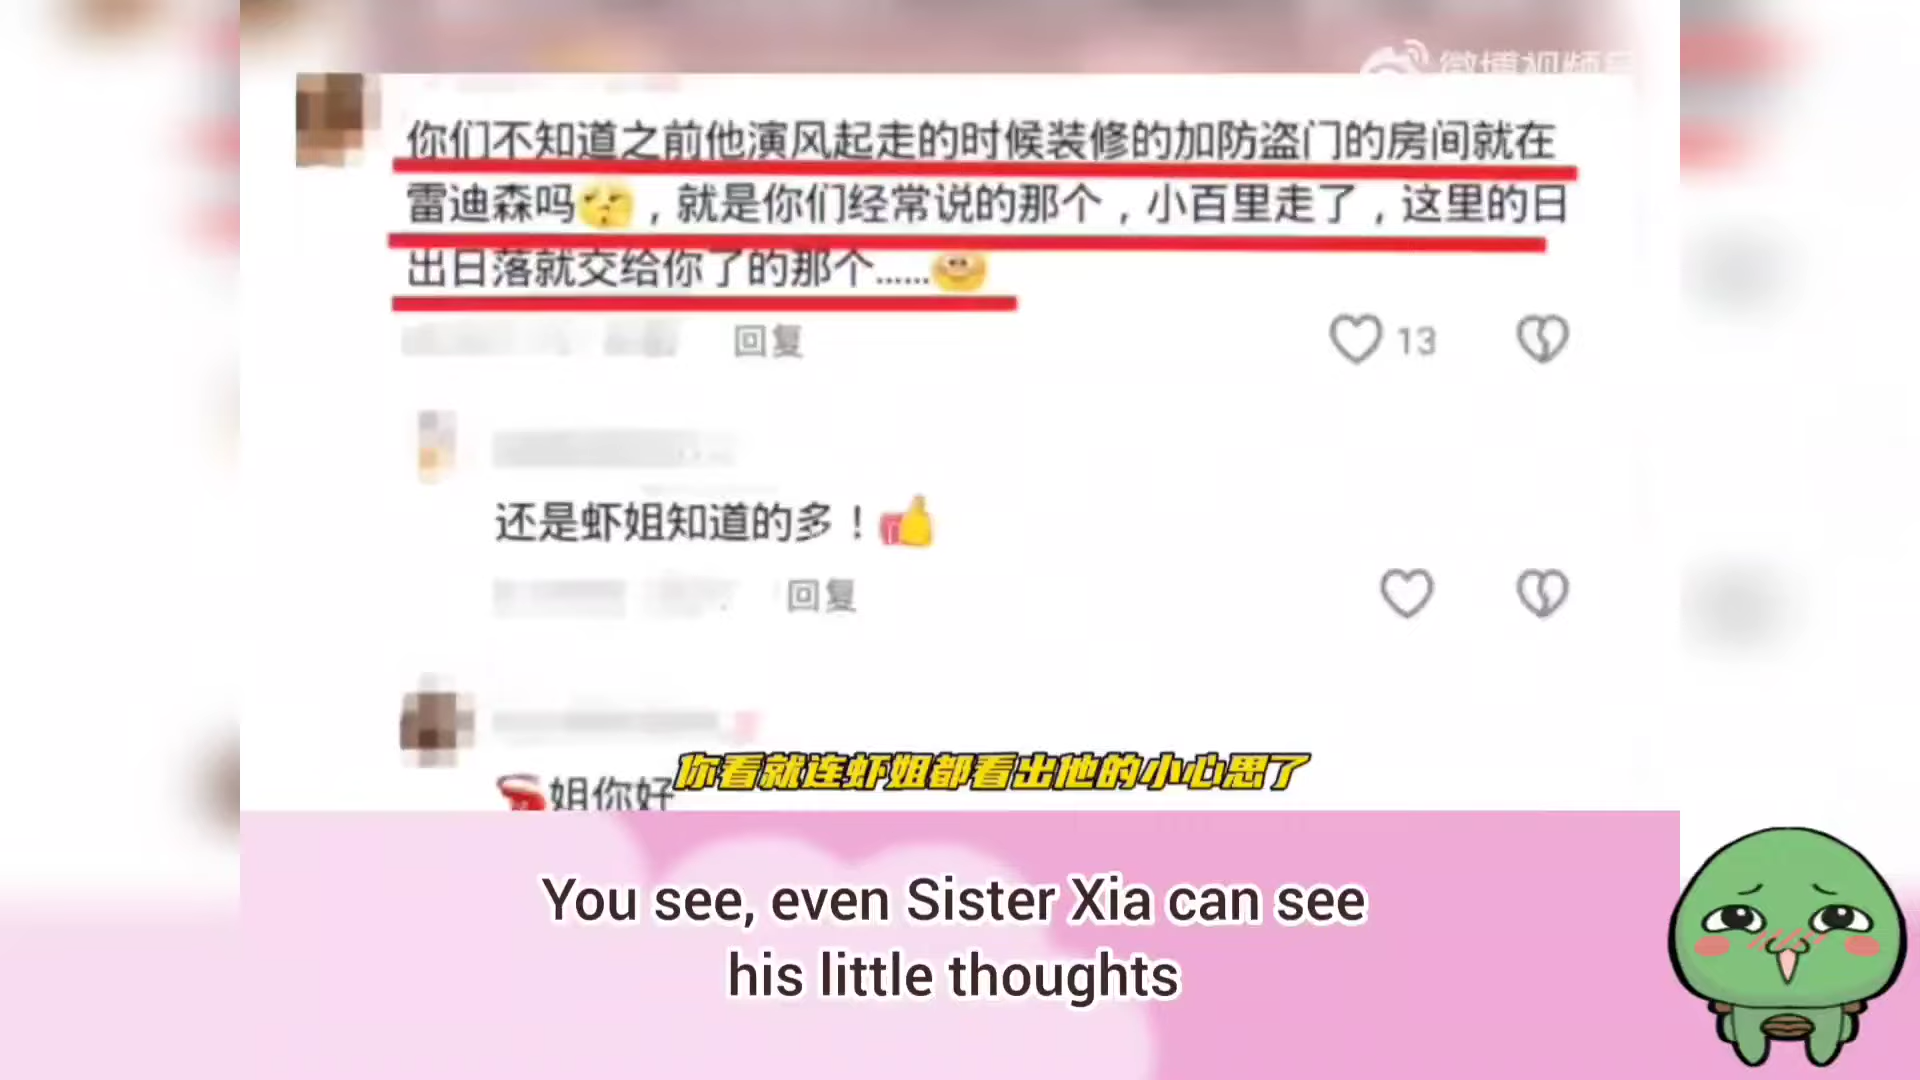 微博视频号
你们不知道之前他演风起走的时候装修的加防盗门的房间就在
雷迪森吗，就是你们经常说的那个，小百里走了，这里的日
出日落就交给你了的那个......
回复
13
还是虾姐知道的多！
回复
姐你好
你看就连虾姐都看出他的小心思了
You see, even Sister Xia can see
his little thoughts